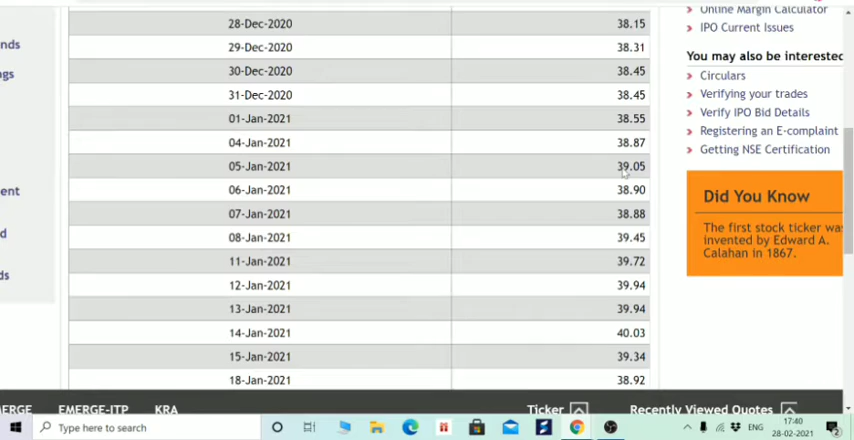 Online Margin Calculator
IPO Current Issues
You may also be interested
Circulars
Verifying your trades
Verify IPO Bid Details
Registering an E-complaint
Getting NSE Certification
Did You Know
The first stock ticker was
invented by Edward A.
Calahan in 1867.
nds
ngs
ent
d
ds
28-Dec-2020 38.15
29-Dec-2020 38.31
30-Dec-2020 38.45
31-Dec-2020 38.45
01-Jan-2021 38.55
04-Jan-2021 38.87
05-Jan-2021 39.05
06-Jan-2021 38.90
07-Jan-2021 38.88
08-Jan-2021 39.45
11-Jan-2021 39.72
12-Jan-2021 39.94
13-Jan-2021 39.94
14-Jan-2021 40.03
15-Jan-2021 39.34
18-Jan-2021 38.92
ERGE EMERGE-ITP KRA Ticker Recently Viewed Quotes
Type here to search
ENG
17:40
28-02-2021
2